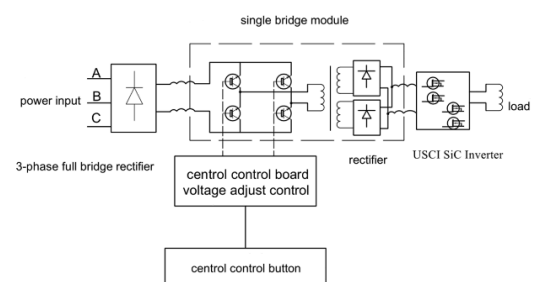 single bridge module
A
B
C
power input
load
3-phase full bridge rectifier
rectifier
USCI SiC Inverter
centrol control board
voltage adjust control
centrol control button